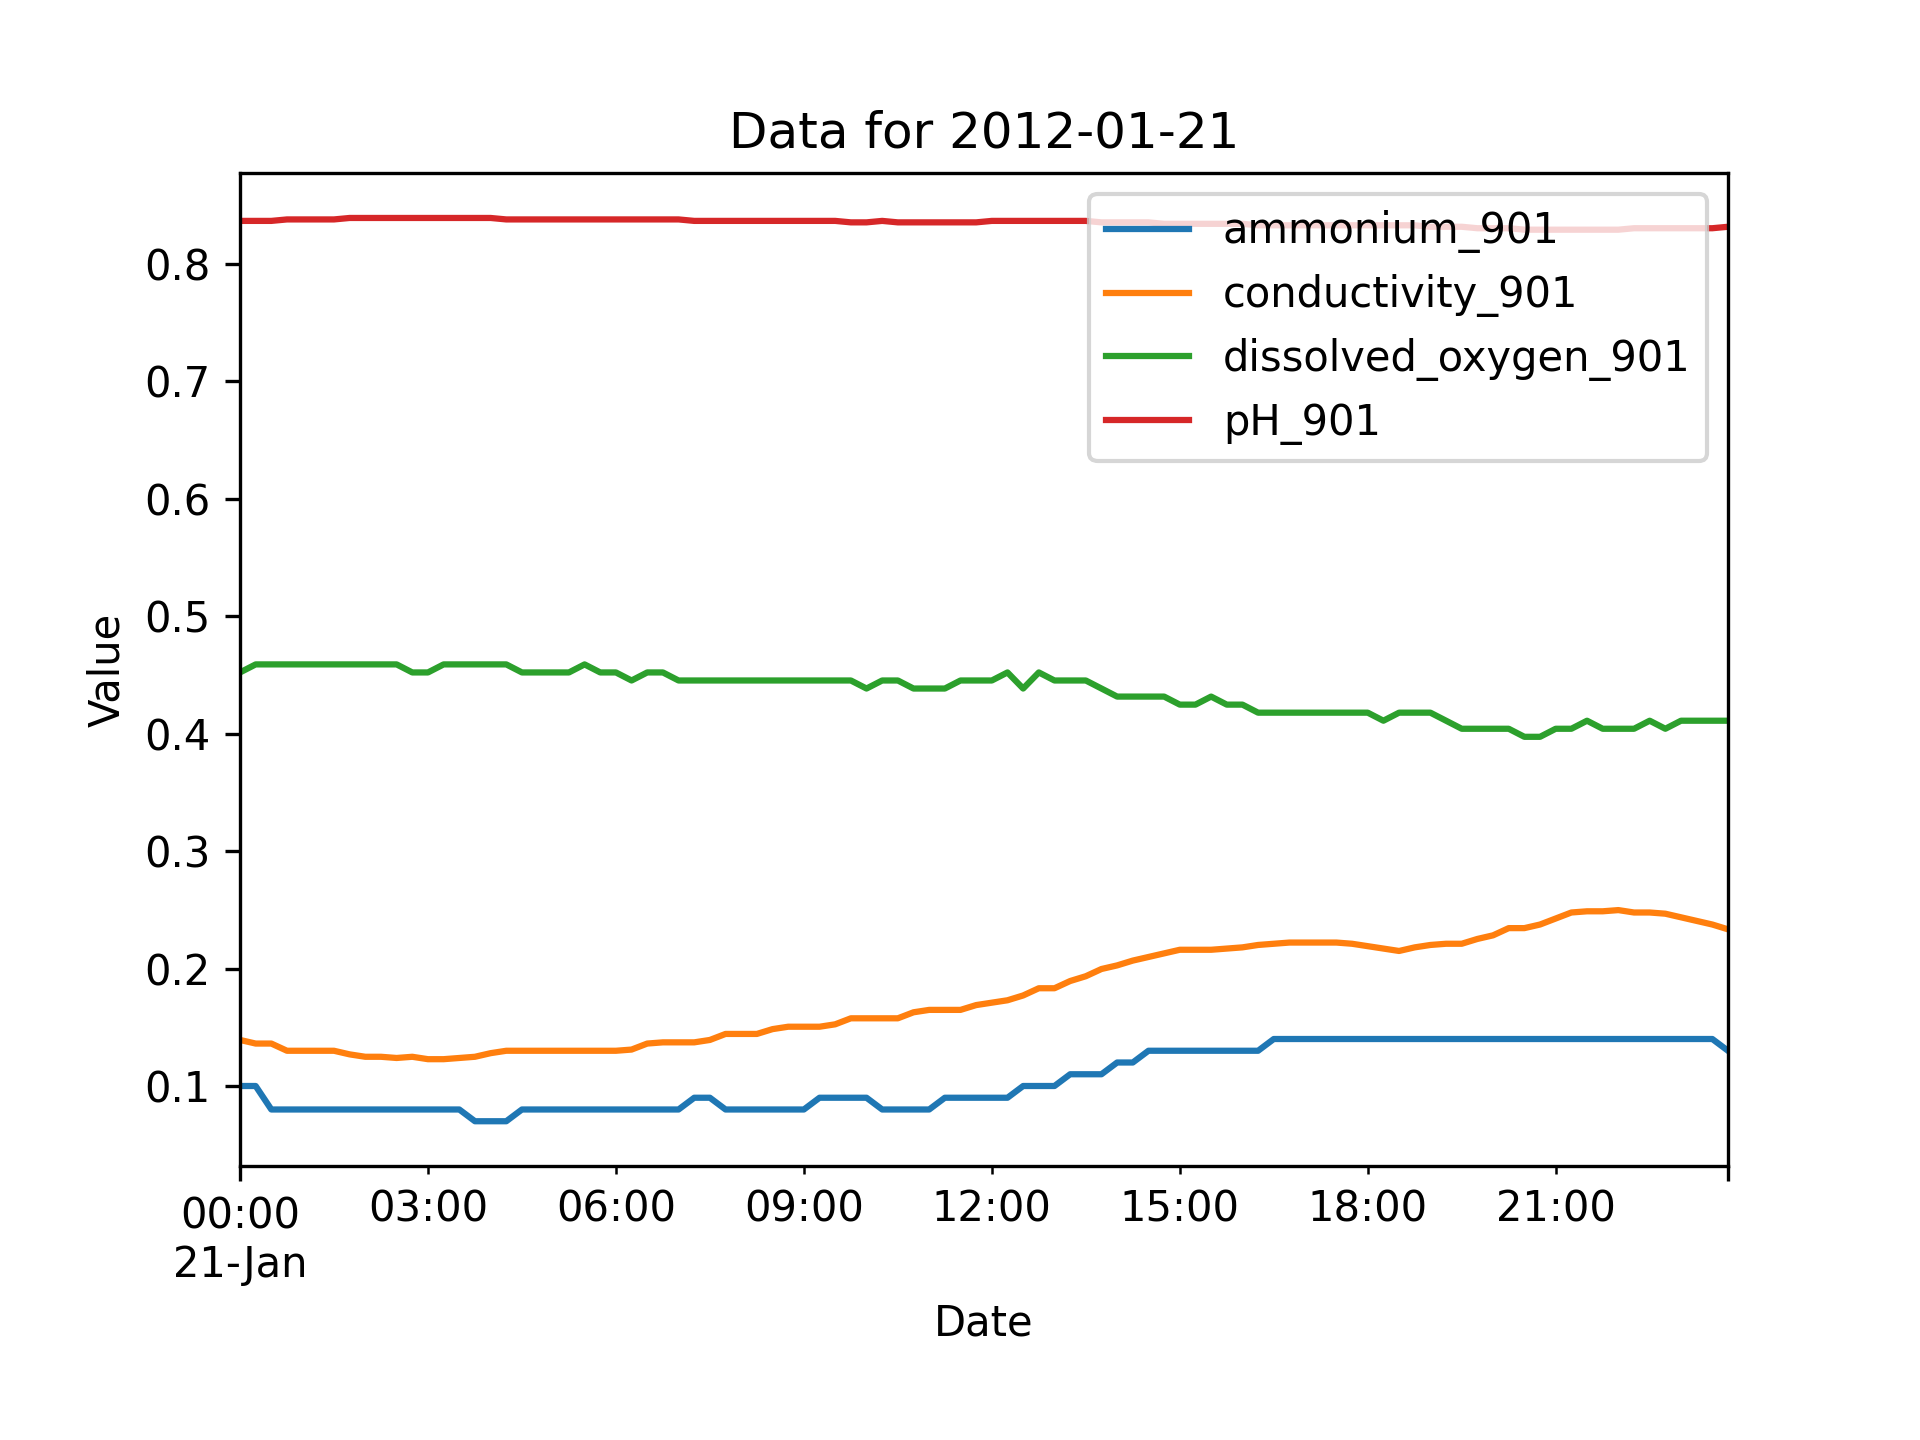 Data for 2012-01-21
ammonium_901
conductivity_901
dissolved_oxygen_901
pH_901
Value
0.8
0.7
0.6
0.5
0.4
0.3
0.2
0.1
00:00 03:00 06:00 09:00 12:00 15:00 18:00 21:00
21-Jan
Date